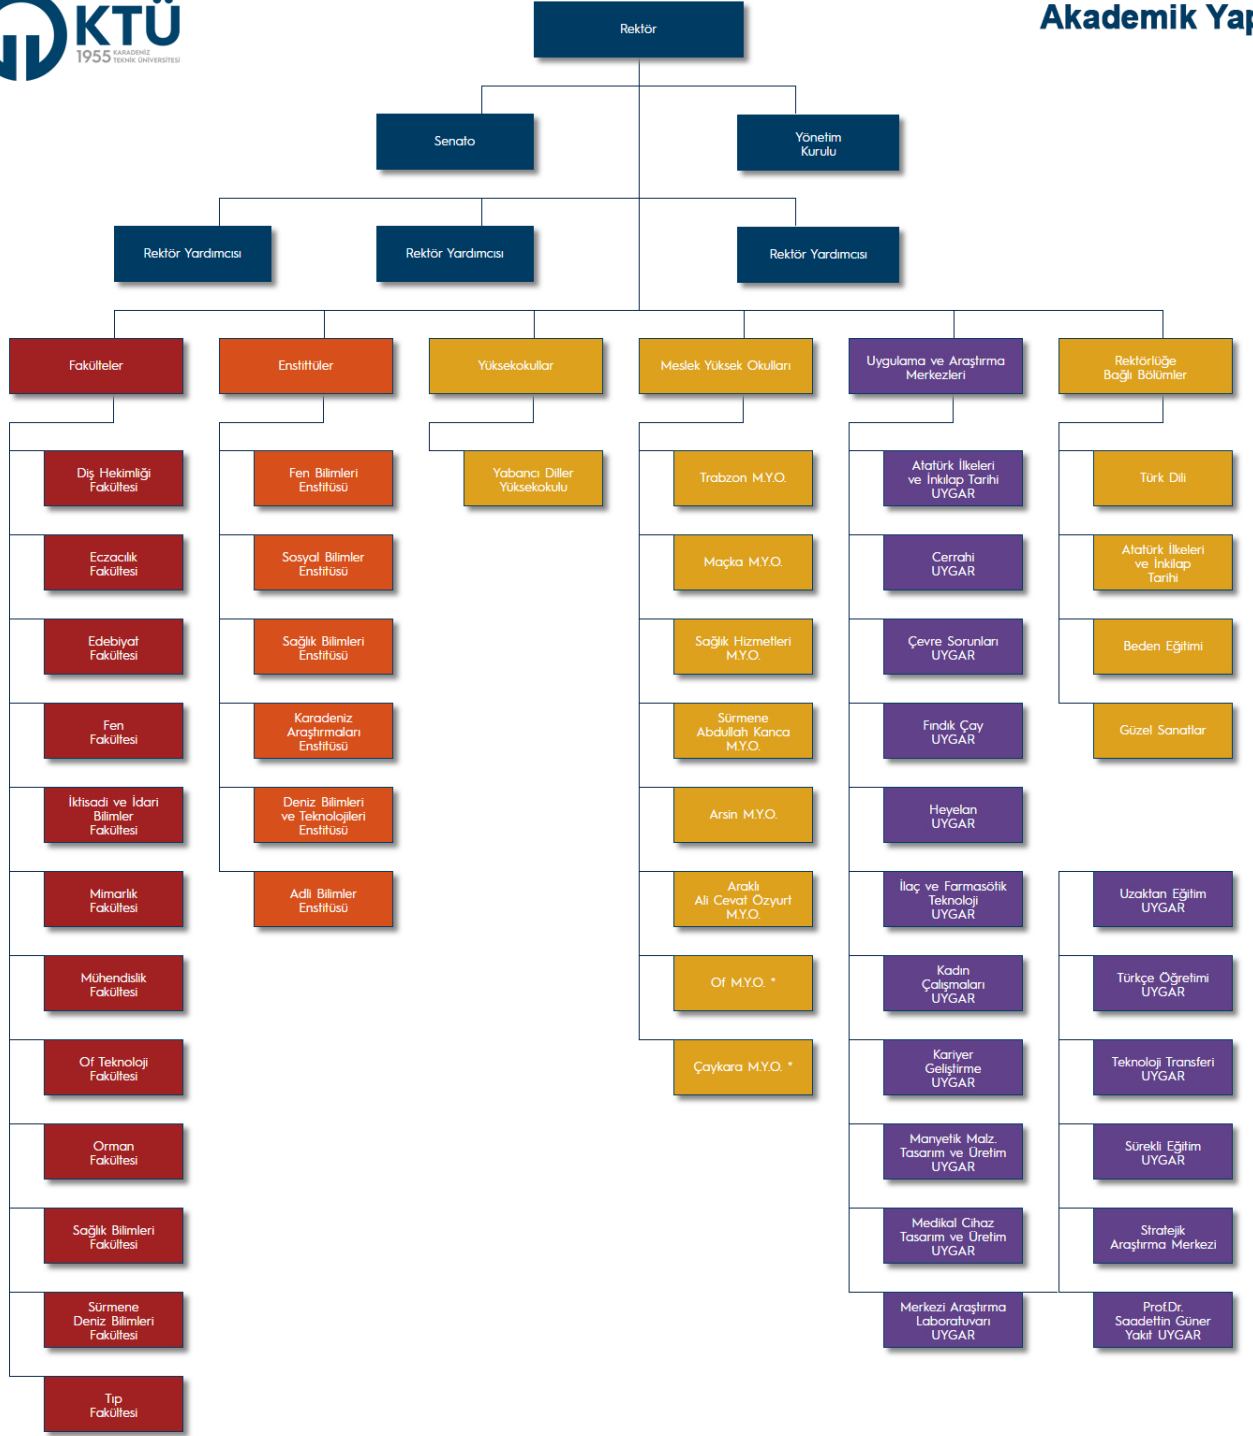 KTÜ
1955 KARADENİZ
TEKNİK ÜNİVERSİTESİ
Akademik Yap
Rektör
Senato
Yönetim
Kurulu
Rektör Yardımcısı
Rektör Yardımcısı
Rektör Yardımcısı
Fakülteler
Enstitüler
Yüksekokullar
Meslek Yüksek Okulları
Uygulama ve Araştırma
Merkezleri
Rektörlüğe
Bağlı Bölümler
Diş Hekimliği
Fakültesi
Eczacılık
Fakültesi
Edebiyat
Fakültesi
Fen
Fakültesi
İktisadi ve İdari
Bilimler
Fakültesi
Mimarlık
Fakültesi
Mühendislik
Fakültesi
Of Teknoloji
Fakültesi
Orman
Fakültesi
Sağlık Bilimleri
Fakültesi
Sürmene
Deniz Bilimleri
Fakültesi
Tıp
Fakültesi
Fen Bilimleri
Enstitüsü
Sosyal Bilimler
Enstitüsü
Sağlık Bilimleri
Enstitüsü
Karadeniz
Araştırmaları
Enstitüsü
Deniz Bilimleri
ve Teknolojileri
Enstitüsü
Adli Bilimler
Enstitüsü
Yabancı Diller
Yüksekokulu
Trabzon M.Y.O.
Maçka M.Y.O.
Sağlık Hizmetleri
M.Y.O.
Sürmene
Abdullah Kanca
M.Y.O.
Arsin M.Y.O.
Araklı
Ali Cevat Özyurt
M.Y.O.
Of M.Y.O. *
Çaykara M.Y.O. *
Atatürk İlkeleri
ve İnkılap Tarihi
UYGAR
Cerrahi
UYGAR
Çevre Sorunları
UYGAR
Fındık Çay
UYGAR
Heyelan
UYGAR
İlaç ve Farmasötik
Teknoloji
UYGAR
Kadın
Çalışmaları
UYGAR
Kariyer
Geliştirme
UYGAR
Manyetik Malz.
Tasarım ve Üretim
UYGAR
Medikal Cihaz
Tasarım ve Üretim
UYGAR
Merkezi Araştırma
Laboratuvarı
UYGAR
Türk Dili
Atatürk İlkeleri
ve İnkilap
Tarihi
Beden Eğitimi
Güzel Sanatlar
Uzaktan Eğitim
UYGAR
Türkçe Öğretimi
UYGAR
Teknoloji Transferi
UYGAR
Sürekli Eğitim
UYGAR
Stratejik
Araştırma Merkezi
Prof.Dr.
Saadettin Güner
Yakıt UYGAR